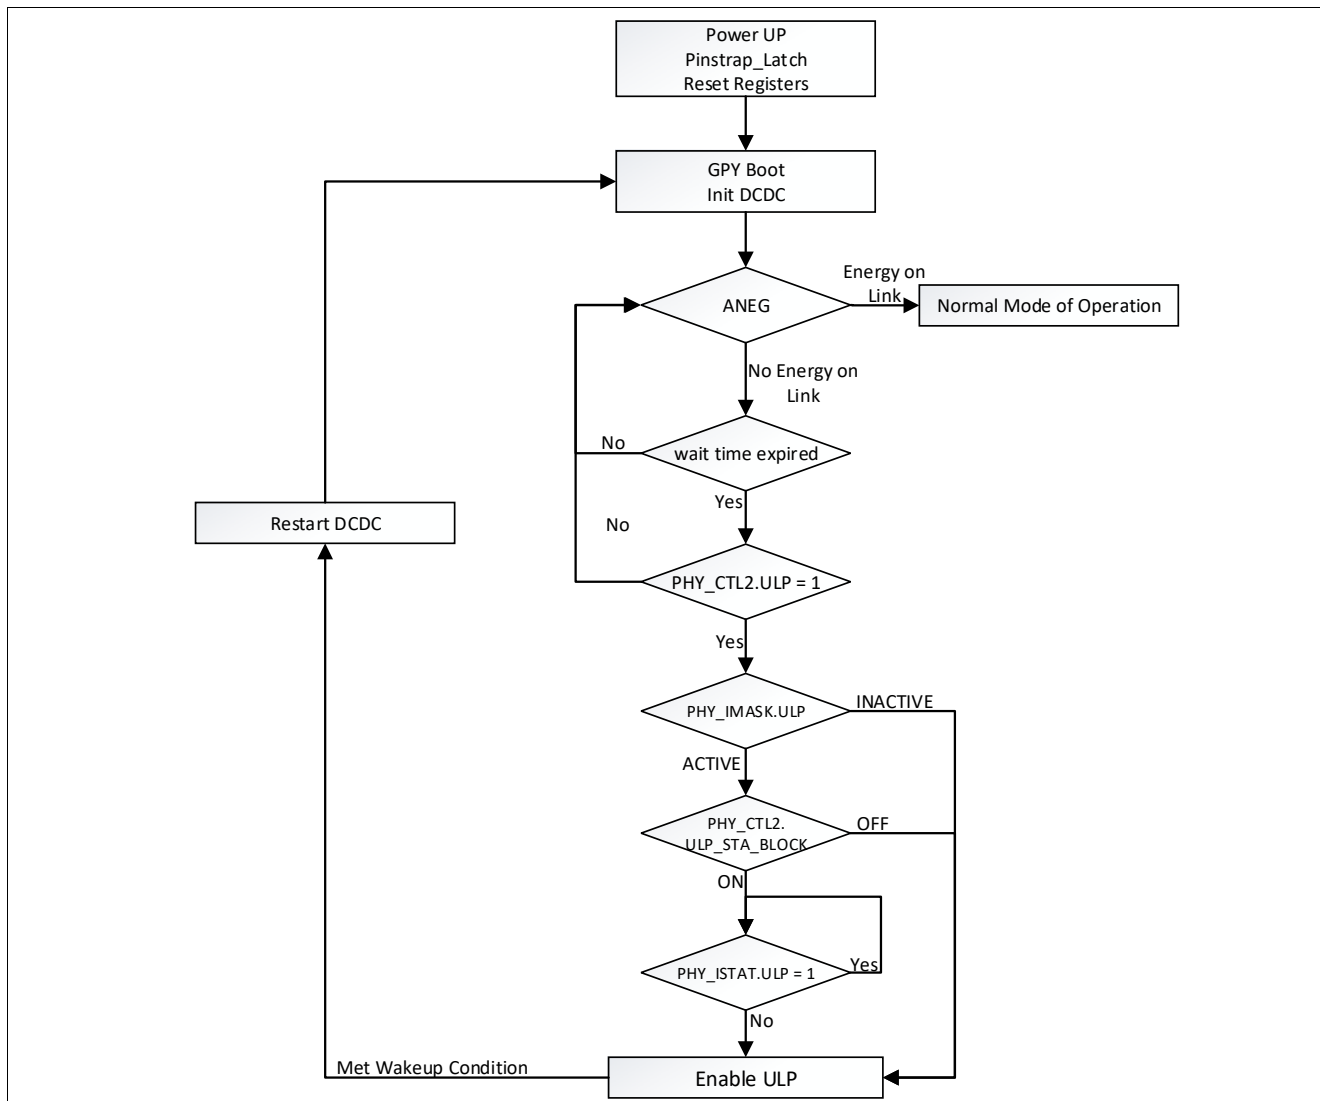 Power UP
Pinstrap_Latch
Reset Registers
GPY Boot
Init DCDC
Energy on
Link
ANEG
Normal Mode of Operation
No Energy on
Link
No
wait time expired
Yes
Restart DCDC
No
PHY_CTL2.ULP = 1
Yes
PHY_IMASK.ULP
INACTIVE
ACTIVE
PHY_CTL2.
ULP_STA_BLOCK
OFF
ON
PHY_ISTAT.ULP = 1
Yes
No
Met Wakeup Condition
Enable ULP